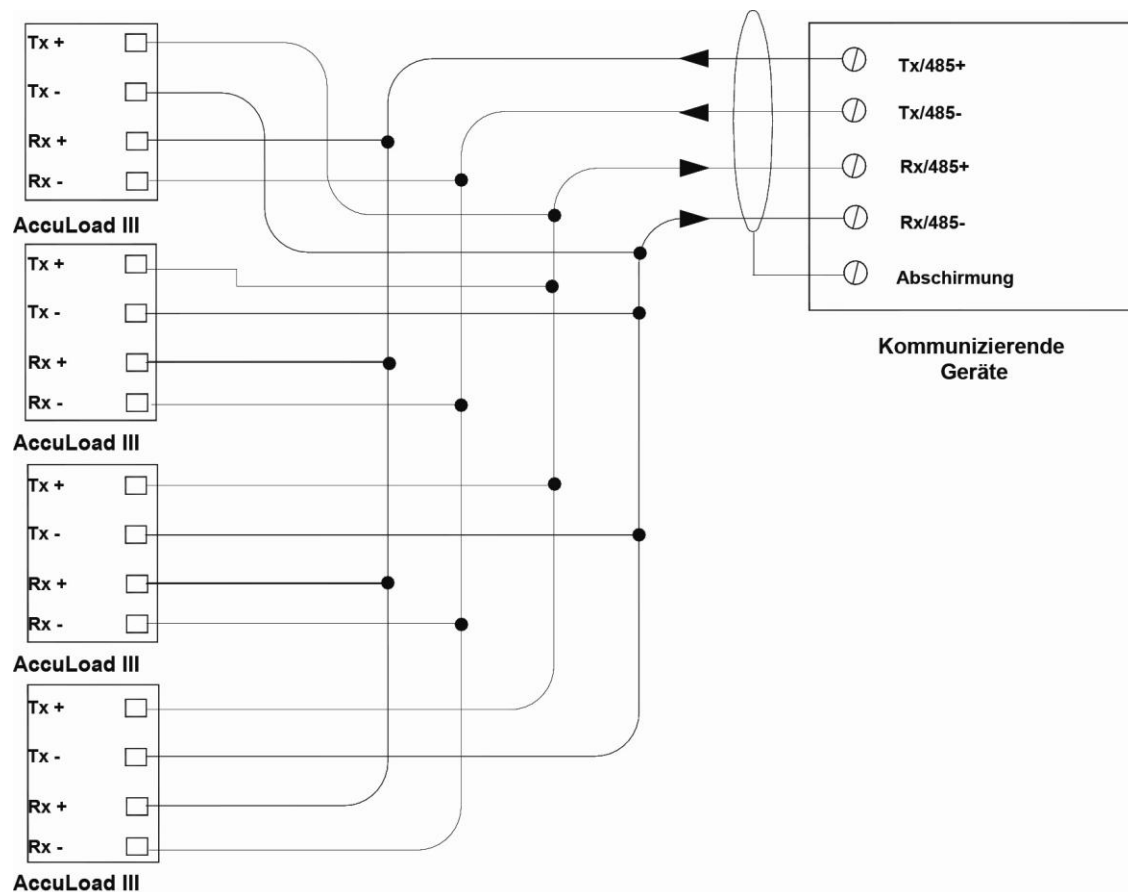 Tx +
Tx -
Rx +
Rx -
AccuLoad III
Tx +
Tx -
Rx +
Rx -
AccuLoad III
Tx +
Tx -
Rx +
Rx -
AccuLoad III
Tx +
Tx -
Rx +
Rx -
AccuLoad III
Tx/485+
Tx/485-
Rx/485+
Rx/485-
Abschirmung
Kommunizierende
Geräte